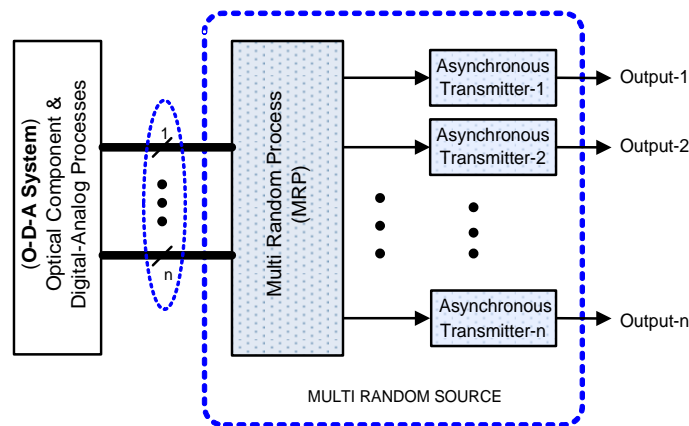 (O-D-A System)
Optical Component &
Digital-Analog Processes
1
n
Multi Random Process
(MRP)
Asynchronous
Transmitter-1
Output-1
Asynchronous
Transmitter-2
Output-2
Asynchronous
Transmitter-n
Output-n
MULTI RANDOM SOURCE